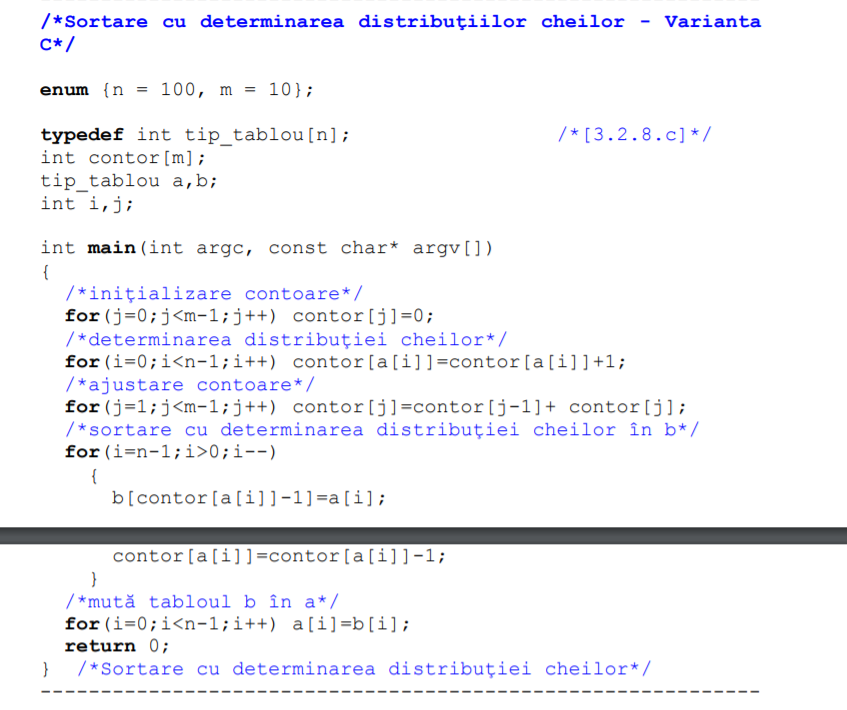 /*Sortare cu determinarea distribuţiilor cheilor - Varianta
C*/
enum {n = 100, m = 10};
typedef int tip_tablou[n]; /*[3.2.8.c]*/
int contor[m];
tip_tablou a,b;
int i,j;
int main(int argc, const char* argv[])
{
/*iniţializare contoare*/
for(j=0;j<m-1;j++) contor[j]=0;
/*determinarea distribuţiei cheilor*/
for(i=0;i<n-1;i++) contor[a[i]]=contor[a[i]]+1;
/*ajustare contoare*/
for(j=1;j<m-1;j++) contor[j]=contor[j-1]+ contor[j];
/*sortare cu determinarea distribuţiei cheilor în b*/
for(i=n-1;i>0;i--)
{
b[contor[a[i]]-1]=a[i];
contor[a[i]]=contor[a[i]]-1;
}
/*mută tabloul b în a*/
for(i=0;i<n-1;i++) a[i]=b[i];
return 0;
} /*Sortare cu determinarea distribuţiei cheilor*/
------------------------------------------------------------